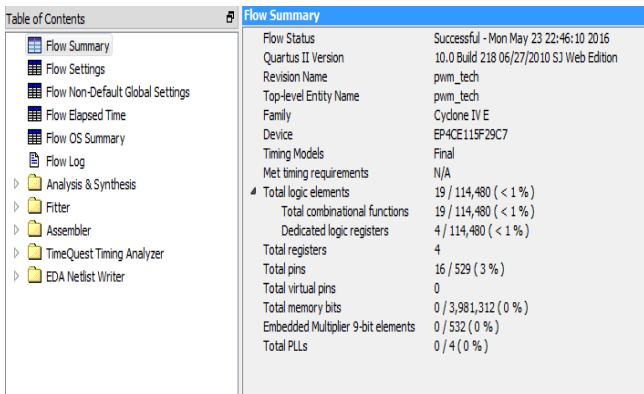 Table of Contents
Flow Summary
Flow Settings
Flow Non-Default Global Settings
Flow Elapsed Time
Flow OS Summary
Flow Log
Analysis & Synthesis
Fitter
Assembler
TimeQuest Timing Analyzer
EDA Netlist Writer
Flow Summary
Flow Status Successful - Mon May 23 22:46:10 2016
Quartus II Version 10.0 Build 218 06/27/2010 SJ Web Edition
Revision Name pwm_tech
Top-level Entity Name pwm_tech
Family Cyclone IV E
Device EP4CE115F29C7
Timing Models Final
Met timing requirements N/A
Total logic elements 19 / 114,480 ( < 1 % )
Total combinational functions 19 / 114,480 ( < 1 % )
Dedicated logic registers 4 / 114,480 ( < 1 % )
Total registers 4
Total pins 16 / 529 ( 3 % )
Total virtual pins 0
Total memory bits 0 / 3,981,312 ( 0 % )
Embedded Multiplier 9-bit elements 0 / 532 ( 0 % )
Total PLLs 0 / 4 ( 0 % )